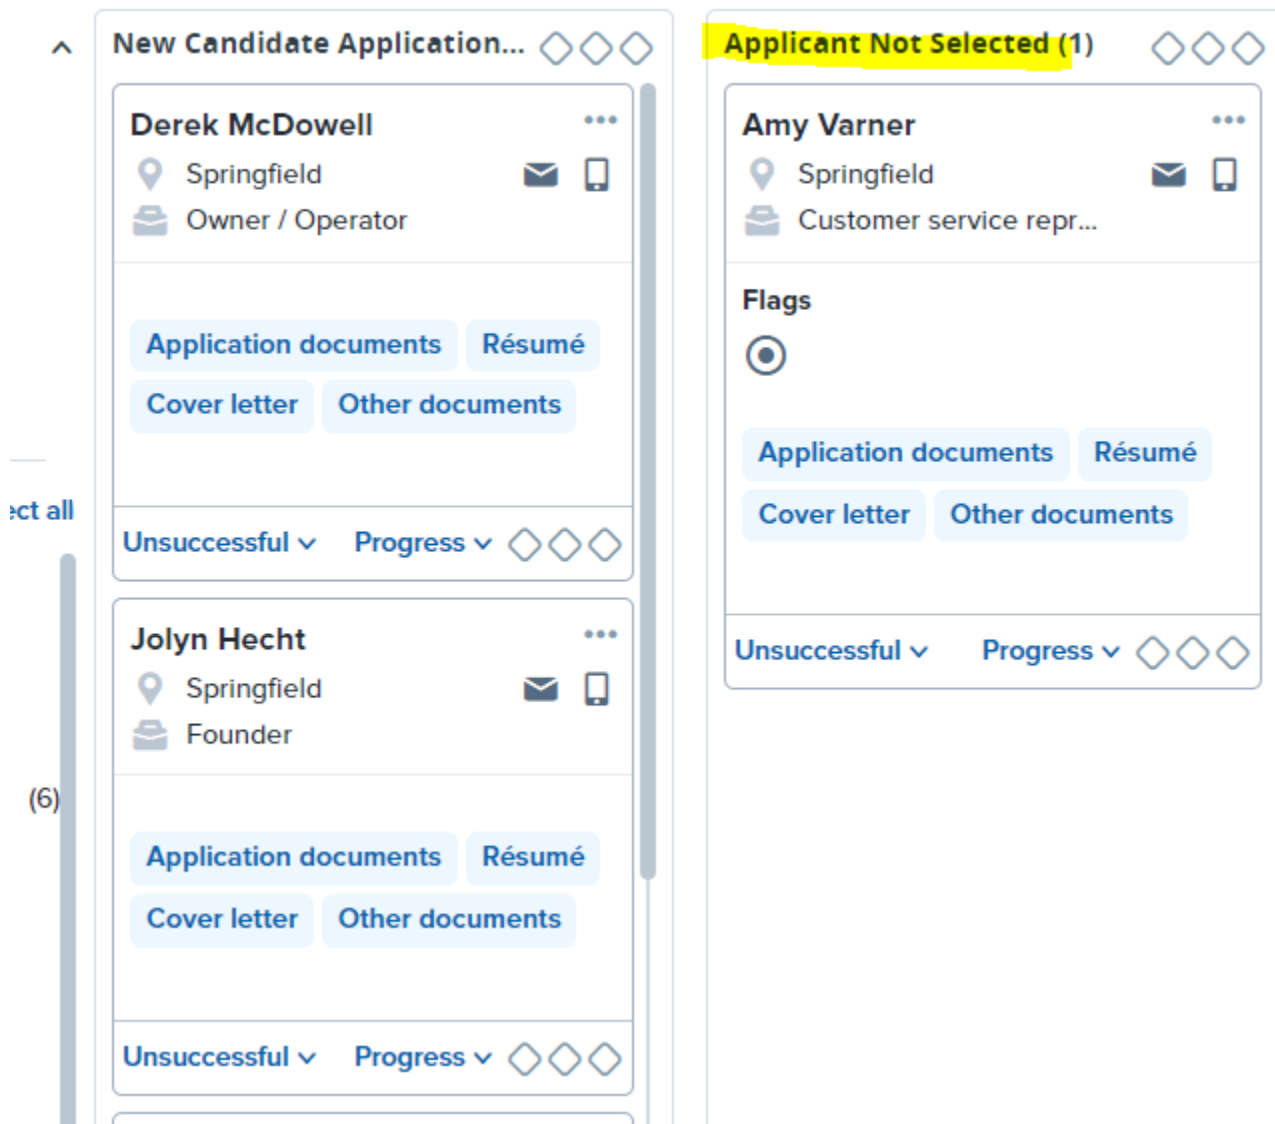 New Candidate Application...
Derek McDowell
Springfield
Owner / Operator
Application documents Résumé
Cover letter Other documents
Unsuccessful Progress
Jolyn Hecht
Springfield
Founder
Application documents Résumé
Cover letter Other documents
Unsuccessful Progress
Applicant Not Selected (1)
Amy Varner
Springfield
Customer service repr...
Flags
Application documents Résumé
Cover letter Other documents
Unsuccessful Progress
ect all
(6)